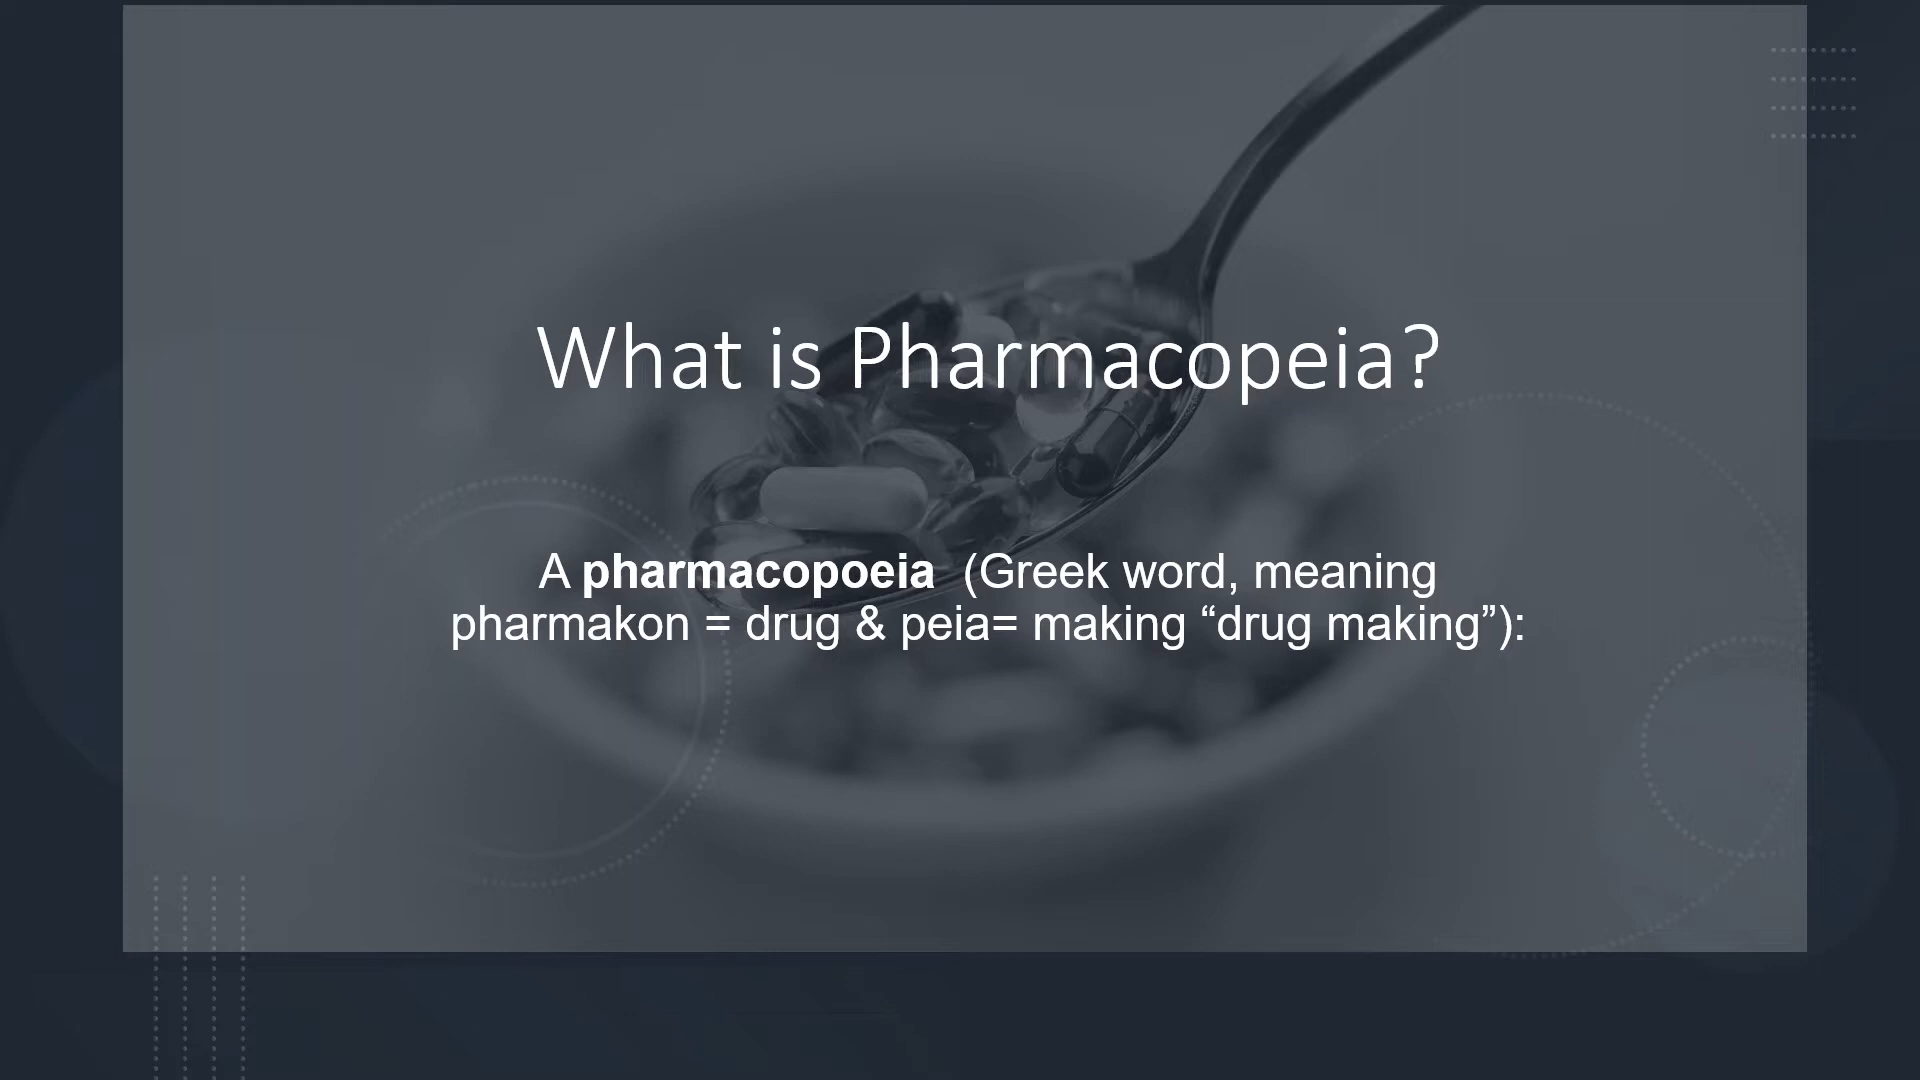 What is Pharmacopeia?
A pharmacopoeia (Greek word, meaning
pharmakon = drug & peia= making “drug making”):